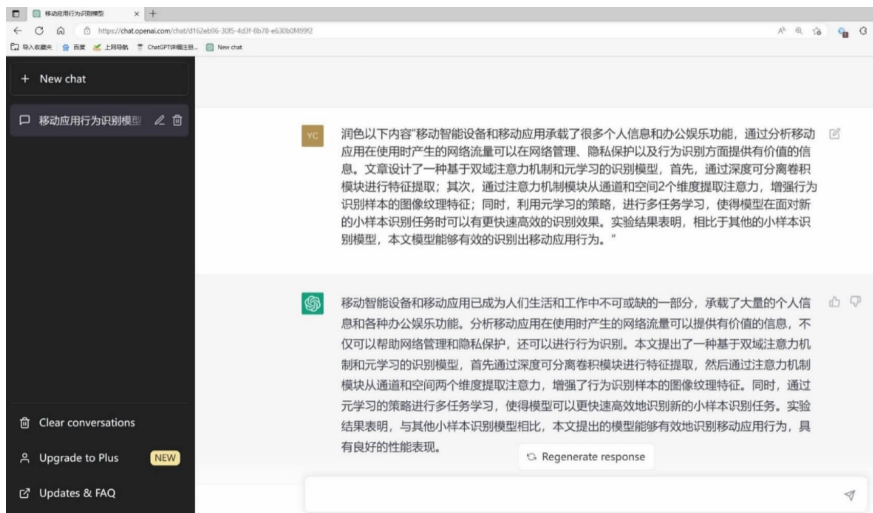 移动应用行为识别模型
https://chat.openai.com/chat/
导入收藏夹 百度 上网导航 ChatGPT详细注册... New chat
+ New chat
移动应用行为识别模型
YC
润色以下内容“移动智能设备和移动应用承载了很多个人信息和办公娱乐功能，通过分析移动
应用在使用时产生的网络流量可以在网络管理、隐私保护以及行为识别方面提供有价值的信
息。文章设计了一种基于双域注意力机制和元学习的识别模型，首先，通过深度可分离卷积
模块进行特征提取；其次，通过注意力机制模块从通道和空间2个维度提取注意力，增强行为
识别样本的图像纹理特征；同时，利用元学习的策略，进行多任务学习，使得模型在面对新
的小样本识别任务时可以有更快速高效的识别效果。实验结果表明，相比于其他的小样本识
别模型，本文模型能够有效的识别出移动应用行为。”
移动智能设备和移动应用已成为人们生活和工作中不可或缺的一部分，承载了大量的个人信
息和各种办公娱乐功能。分析移动应用在使用时产生的网络流量可以提供有价值的信息，不
仅可以帮助网络管理和隐私保护，还可以进行行为识别。本文提出了一种基于双域注意力机
制和元学习的识别模型，首先通过深度可分离卷积模块进行特征提取，然后通过注意力机制
模块从通道和空间两个维度提取注意力，增强了行为识别样本的图像纹理特征。同时，通过
元学习的策略进行多任务学习，使得模型可以更快速高效地识别新的小样本识别任务。实验
结果表明，与其他小样本识别模型相比，本文提出的模型能够有效地识别移动应用行为，具
有良好的性能表现。
Regenerate response
Clear conversations
Upgrade to Plus NEW
Updates & FAQ